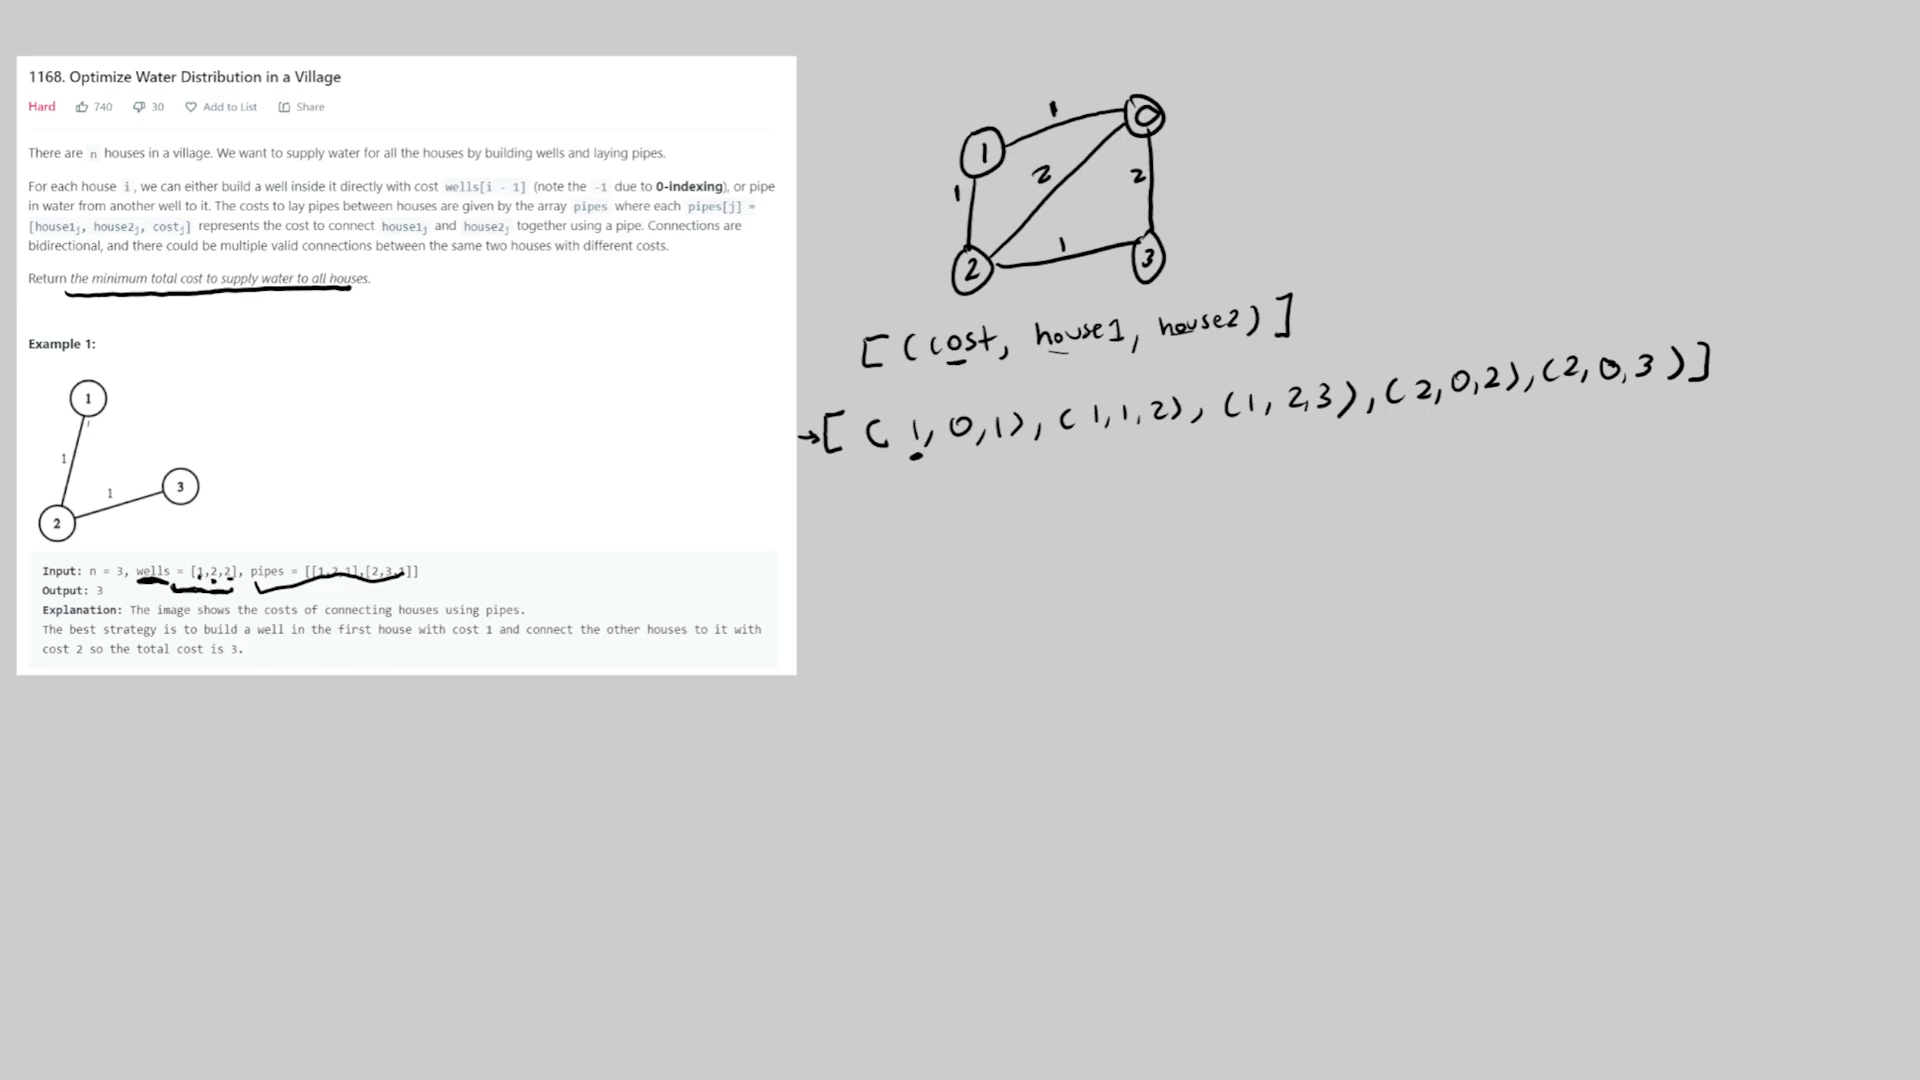 1168. Optimize Water Distribution in a Village
Hard 740 30 Add to List Share
There are n houses in a village. We want to supply water for all the houses by building wells and laying pipes.
For each house i, we can either build a well inside it directly with cost wells[i - 1] (note the -1 due to 0-indexing), or pipe
in water from another well to it. The costs to lay pipes between houses are given by the array pipes where each pipes[j] =
[house1j, house2j, costj] represents the cost to connect house1j and house2j together using a pipe. Connections are
bidirectional, and there could be multiple valid connections between the same two houses with different costs.
Return the minimum total cost to supply water to all houses.
Example 1:
1
1
1
3
2
Input: n = 3, wells = [1,2,2], pipes = [[1,2,1],[2,3,1]]
Output: 3
Explanation: The image shows the costs of connecting houses using pipes.
The best strategy is to build a well in the first house with cost 1 and connect the other houses to it with
cost 2 so the total cost is 3.
1
0
1
2
2
1
1
2
3
[(cost, house1, house2)]
→[(1,0,1),(1,1,2),(1,2,3),(2,0,2),(2,0,3)]